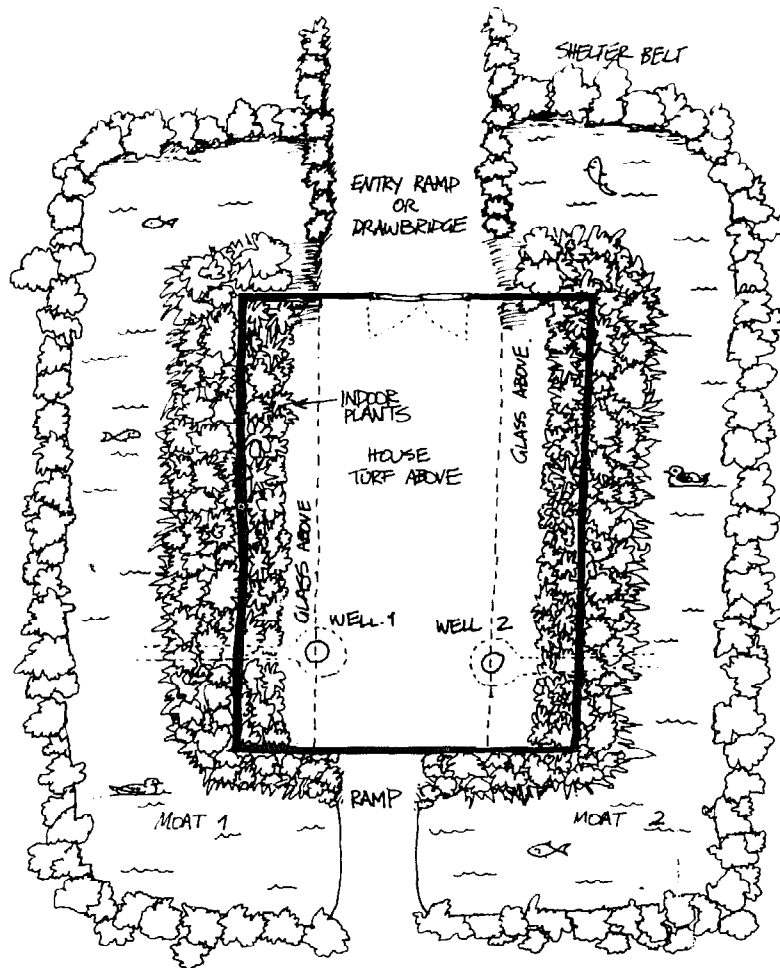 SHELTER BELT
ENTRY RAMP
OR
DRAWBRIDGE
INDOOR
PLANTS
GLASS ABOVE
HOUSE
TURF ABOVE
GLASS ABOVE
WELL 1
WELL 2
RAMP
MOAT 1
MOAT 2